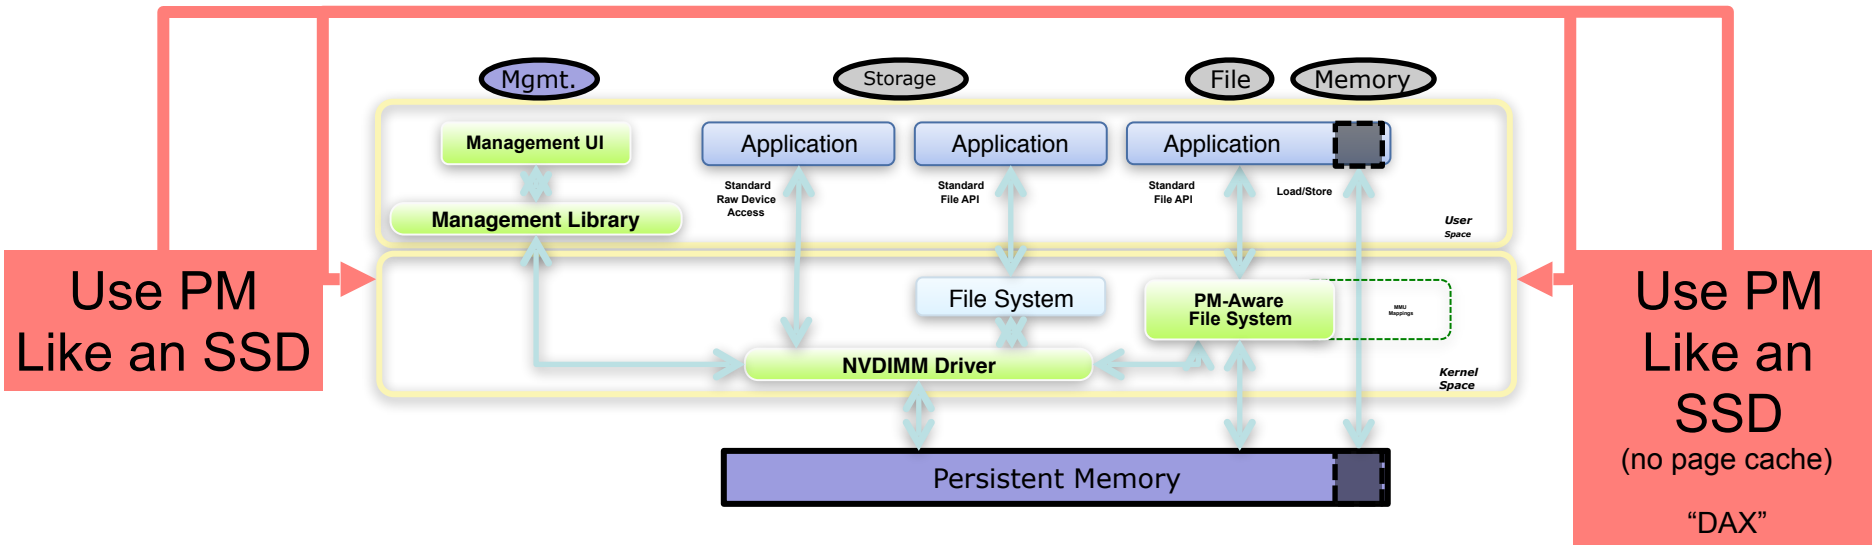 Mgmt.
Storage
File
Memory
Management UI
Application
Application
Application
Standard
Raw Device
Access
Standard
File API
Standard
File API
Load/Store
Management Library
User
Space
Use PM
Like an SSD
File System
PM-Aware
File System
MMU
Mappings
NVDIMM Driver
Kernel
Space
Persistent Memory
Use PM
Like an
SSD
(no page cache)
“DAX”